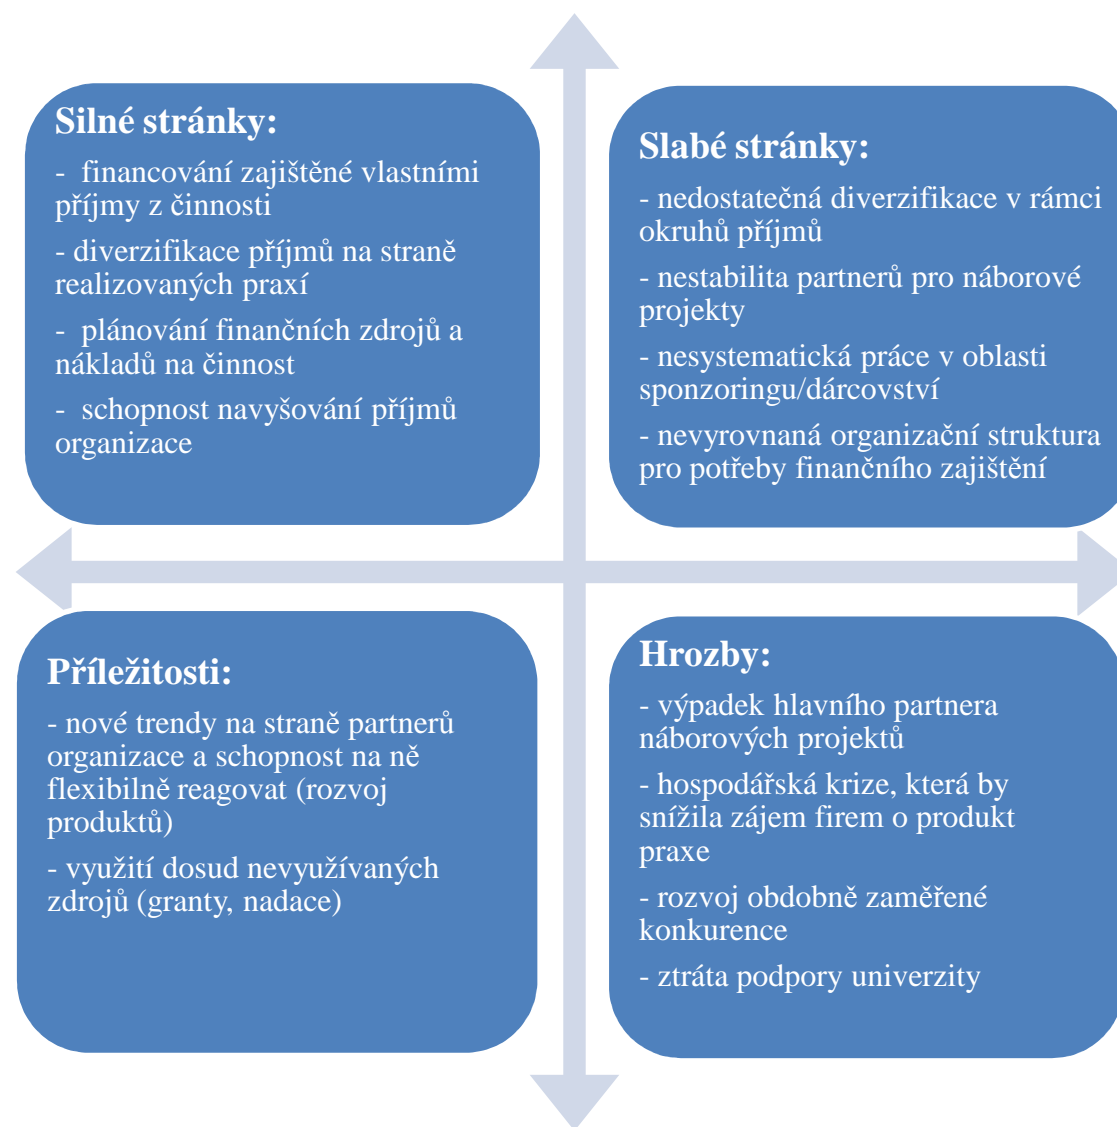 Silné stránky:
-  financování zajištěné vlastními
příjmy z činnosti
- diverzifikace příjmů na straně
realizovaných praxí
-  plánování finančních zdrojů a
nákladů na činnost
-  schopnost navyšování příjmů
organizace
Slabé stránky:
- nedostatečná diverzifikace v rámci
okruhů příjmů
- nestabilita partnerů pro náborové
projekty
- nesystematická práce v oblasti
sponzoringu/dárcovství
- nevyrovnaná organizační struktura
pro potřeby finančního zajištění
Příležitosti:
- nové trendy na straně partnerů
organizace a schopnost na ně
flexibilně reagovat (rozvoj
produktů)
- využití dosud nevyužívaných
zdrojů (granty, nadace)
Hrozby:
- výpadek hlavního partnera
náborových projektů
- hospodářská krize, která by
snížila zájem firem o produkt
praxe
- rozvoj obdobně zaměřené
konkurence
- ztráta podpory univerzity